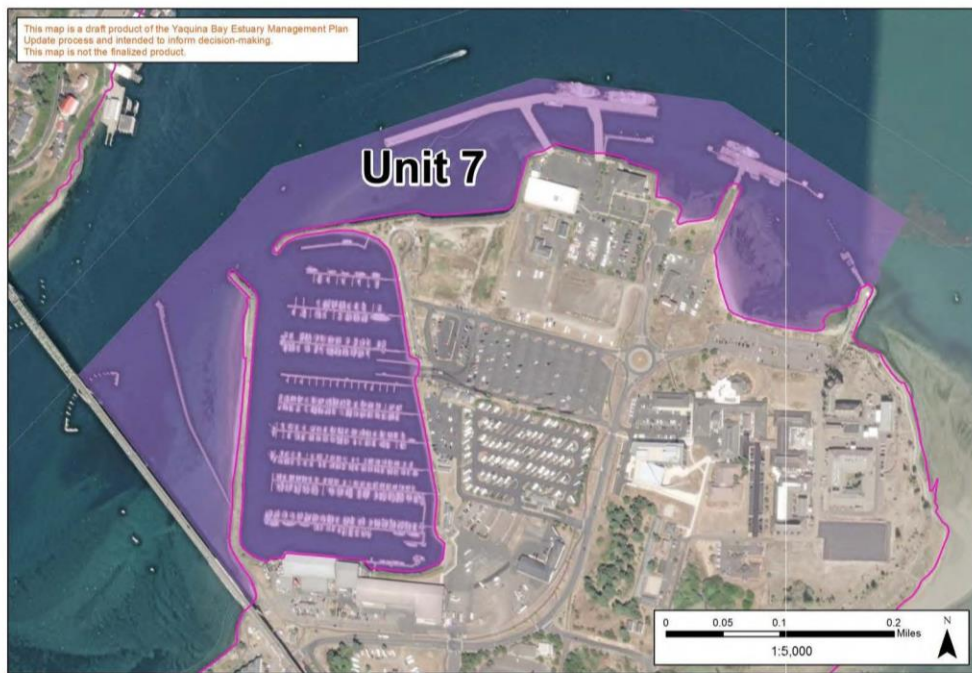 This map is a draft product of the Yaquina Bay Estuary Management Plan
Update process and intended to inform decision-making.
This map is not the finalized product.
Unit 7
0 0.05 0.1 0.2
Miles
1:5,000
N